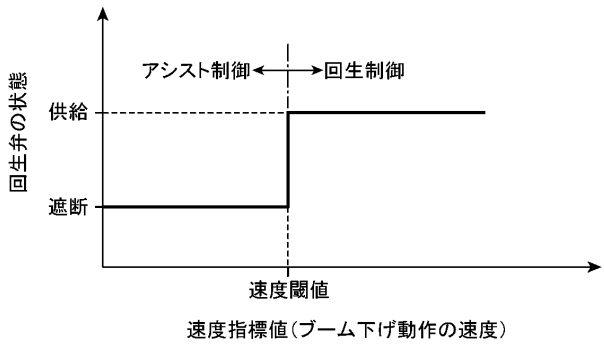 アシスト制御
回生制御
回生弁の状態
供給
遮断
速度閾値
速度指標値(ブーム下げ動作の速度)